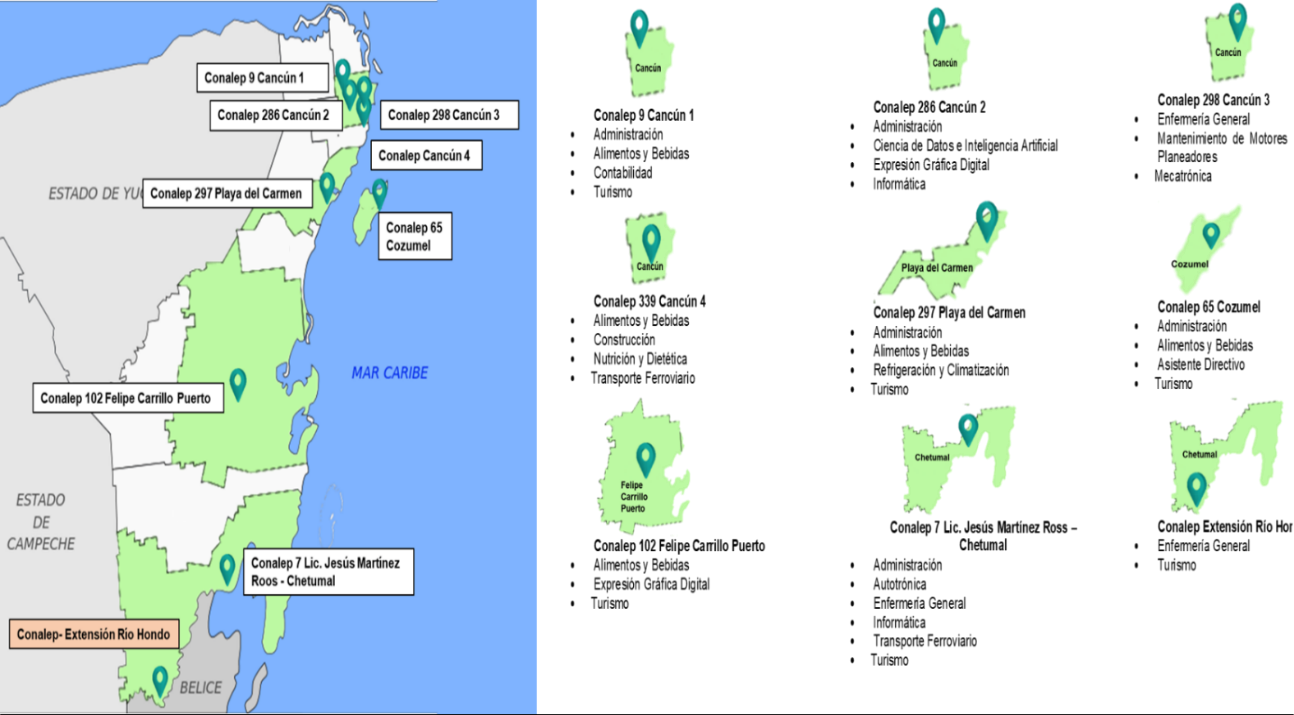 Conalep 9 Cancún 1
Conalep 286 Cancún 2
Conalep 298 Cancún 3
Conalep Cancún 4
ESTADO DE YUC
Conalep 297 Playa del Carmen
Conalep 65
Cozumel
MAR CARIBE
Conalep 102 Felipe Carrillo Puerto
ESTADO
DE
CAMPECHE
Conalep 7 Lic. Jesús Martínez
Roos - Chetumal
Conalep- Extensión Rio Hondo
BELICE
Cancún
Conalep 9 Cancún 1
• Administración
• Alimentos y Bebidas
• Contabilidad
• Turismo
Cancún
Conalep 286 Cancún 2
• Administración
• Ciencia de Datos e Inteligencia Artificial
• Expresión Gráfica Digital
• Informática
Cancún
Conalep 298 Cancún 3
• Enfermería General
• Mantenimiento de Motores
Planeadores
• Mecatrónica
Cancún
Conalep 339 Cancún 4
• Alimentos y Bebidas
• Construcción
• Nutrición y Dietética
• Transporte Ferroviario
Playa del Carmen
Conalep 297 Playa del Carmen
• Administración
• Alimentos y Bebidas
• Refrigeración y Climatización
• Turismo
Cozumel
Conalep 65 Cozumel
• Administración
• Alimentos y Bebidas
• Asistente Directivo
• Turismo
Felipe
Carrillo
Puerto
Conalep 102 Felipe Carrillo Puerto
• Alimentos y Bebidas
• Expresión Gráfica Digital
• Turismo
Chetumal
Conalep 7 Lic. Jesús Martínez Ross –
Chetumal
• Administración
• Autotrónica
• Enfermería General
• Informática
• Transporte Ferroviario
• Turismo
Chetumal
Conalep Extensión Río Hor
• Enfermería General
• Turismo